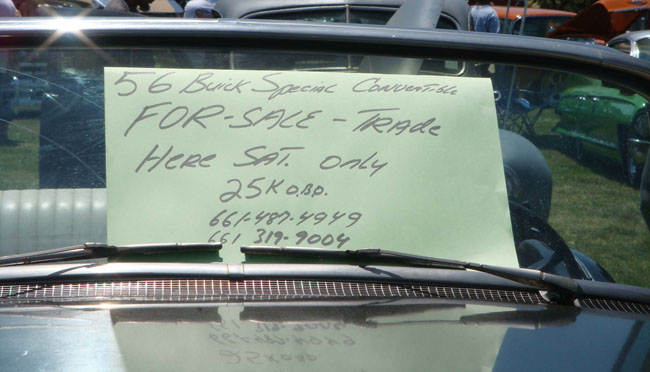 56 Buick Special Convertible
FOR-SALE-TRADE
Here SAT. only
25K O.B.O.
661-487-4949
661 319-9004